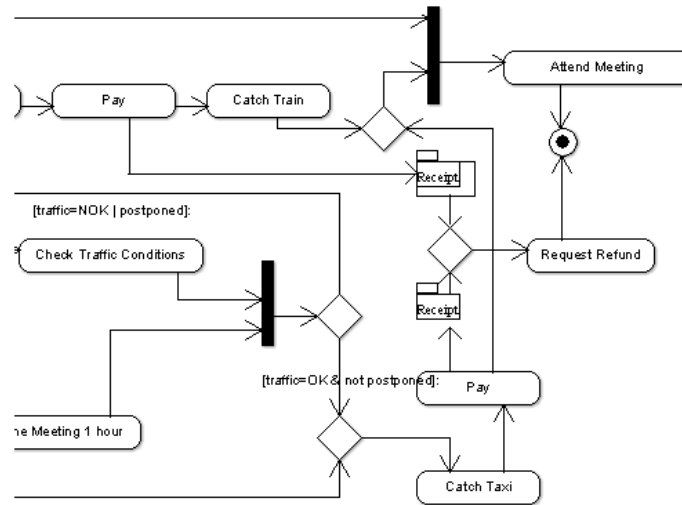 Attend Meeting
Pay
Catch Train
Receipt
[traffic=NOK | postponed]:
Check Traffic Conditions
Request Refund
Receipt
[traffic=OK & not postponed]:
Pay
ne Meeting 1 hour
Catch Taxi